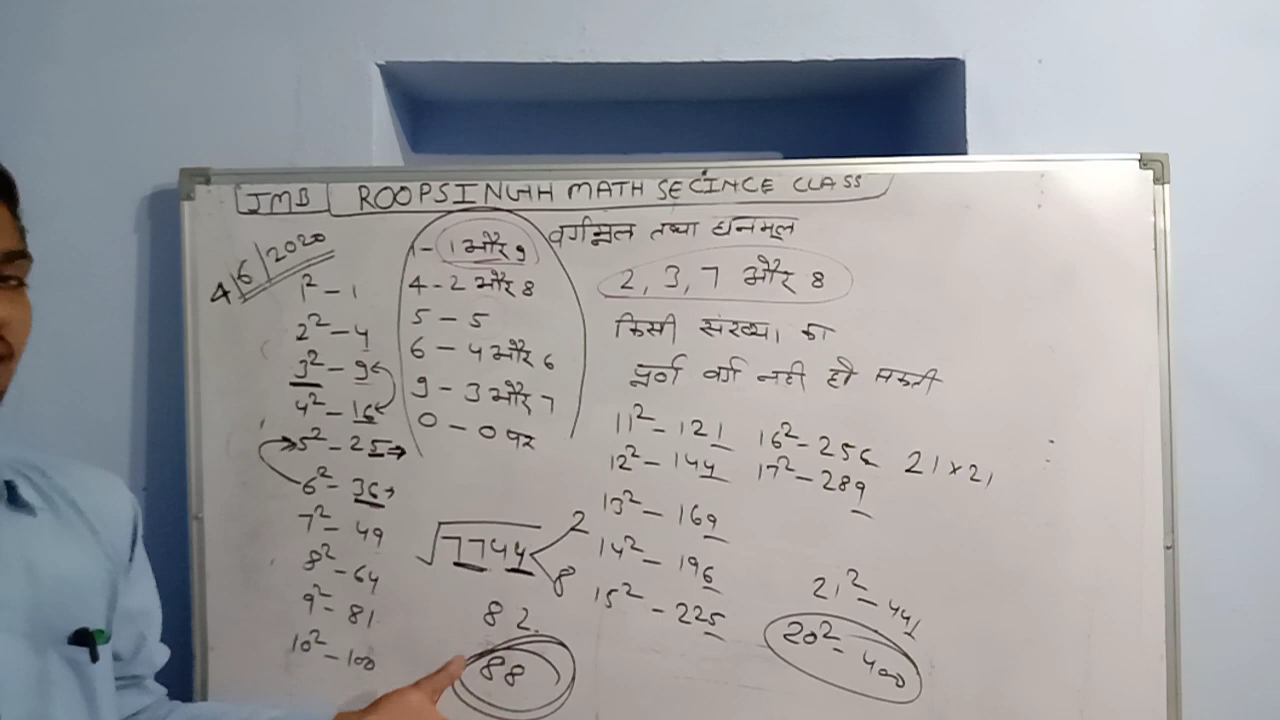 JMB ROOPSINGH MATH SECINCE CLASS
4/6/2020
वर्गमूल तथा घनमूल
1² - 1
2² - 4
3² - 9
4² - 16
5² - 25
6² - 36
7² - 49
8² - 64
9² - 81
10² - 100
1 - 1 और 9
4 - 2 और 8
5 - 5
6 - 4 और 6
9 - 3 और 7
0 - 0 पर
√7744
2
8
82.
88
2, 3, 7 और 8
किसी संख्या का
पूर्ण वर्ग नही हो सकती
11² - 121
12² - 144
13² - 169
14² - 196
15² - 225
16² - 256
17² - 289
21 × 21
21² - 441
20² - 400